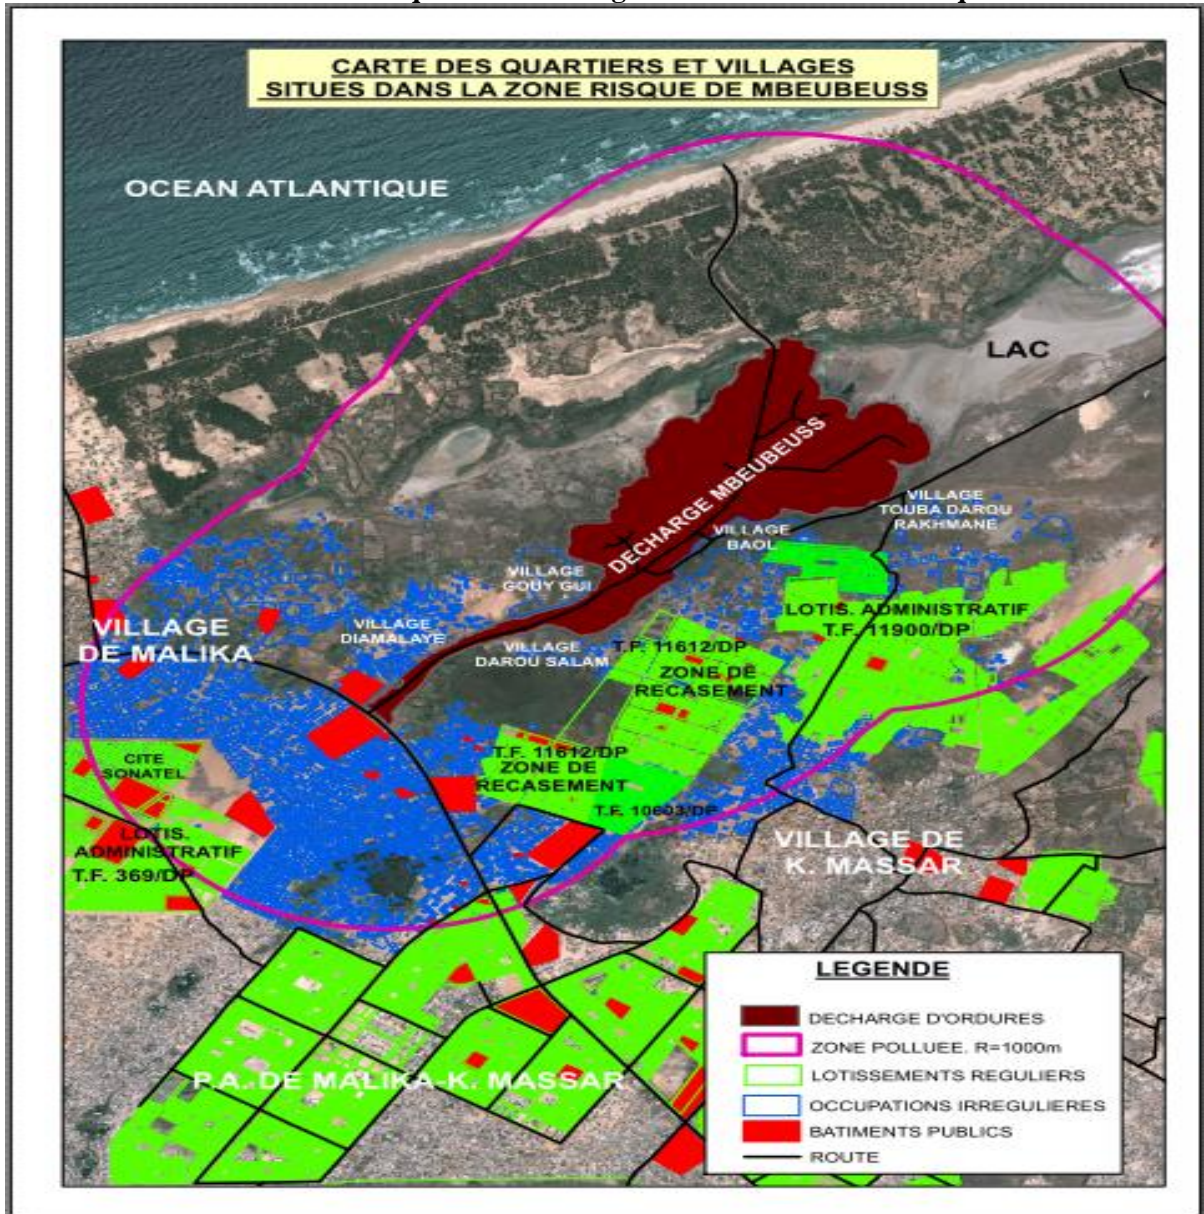 CARTE DES QUARTIERS ET VILLAGES
SITUES DANS LA ZONE RISQUE DE MBEUBEUSS
OCEAN ATLANTIQUE
LAC
DECHARGE MBEUBEUSS
VILLAGE
TOUBA DAROU
RAKHMANE
VILLAGE
BAOL
VILLAGE
GOUY GUI
LOTIS. ADMINISTRATIF
T.F. 11900/DP
VILLAGE
DE MALIKA
VILLAGE
DIAMALAYE
VILLAGE
DAROU SALAM
T.F. 11612/DP
ZONE DE
RECASEMENT
T.F. 11612/DP
ZONE DE
RECASEMENT
CITE
SONATEL
T.F. 10603/DP
LOTIS.
ADMINISTRATIF
T.F. 369/DP
VILLAGE DE
K. MASSAR
P.A. DE MALIKA-K. MASSAR
LEGENDE
DECHARGE D'ORDURES
ZONE POLLUEE. R=1000m
LOTISSEMENTS REGULIERS
OCCUPATIONS IRREGULIERES
BATIMENTS PUBLICS
ROUTE